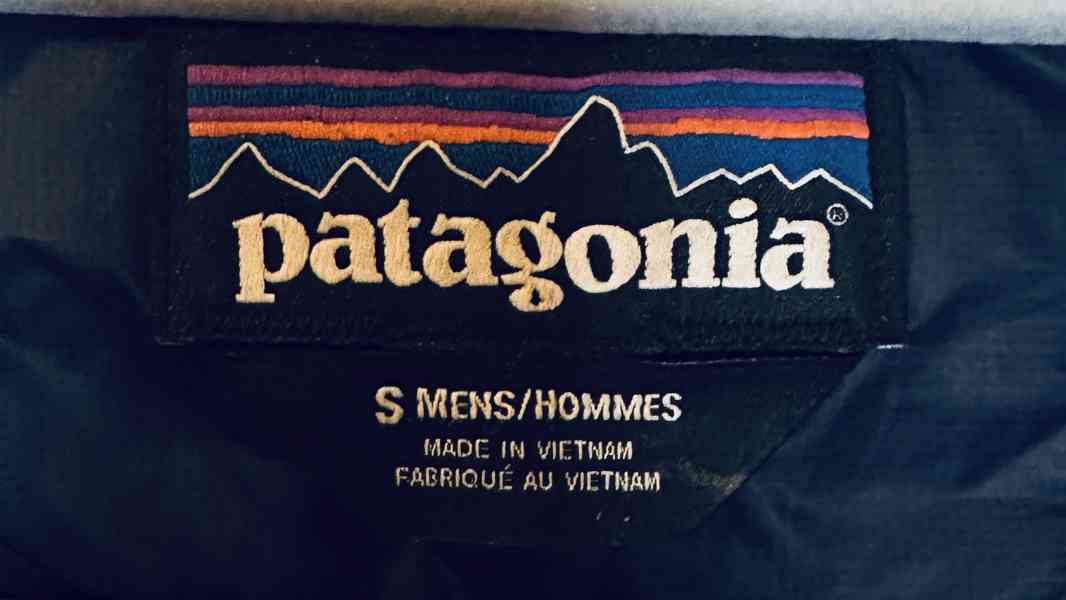 patagonia®
S MENS/HOMMES
MADE IN VIETNAM
FABRIQUÉ AU VIETNAM